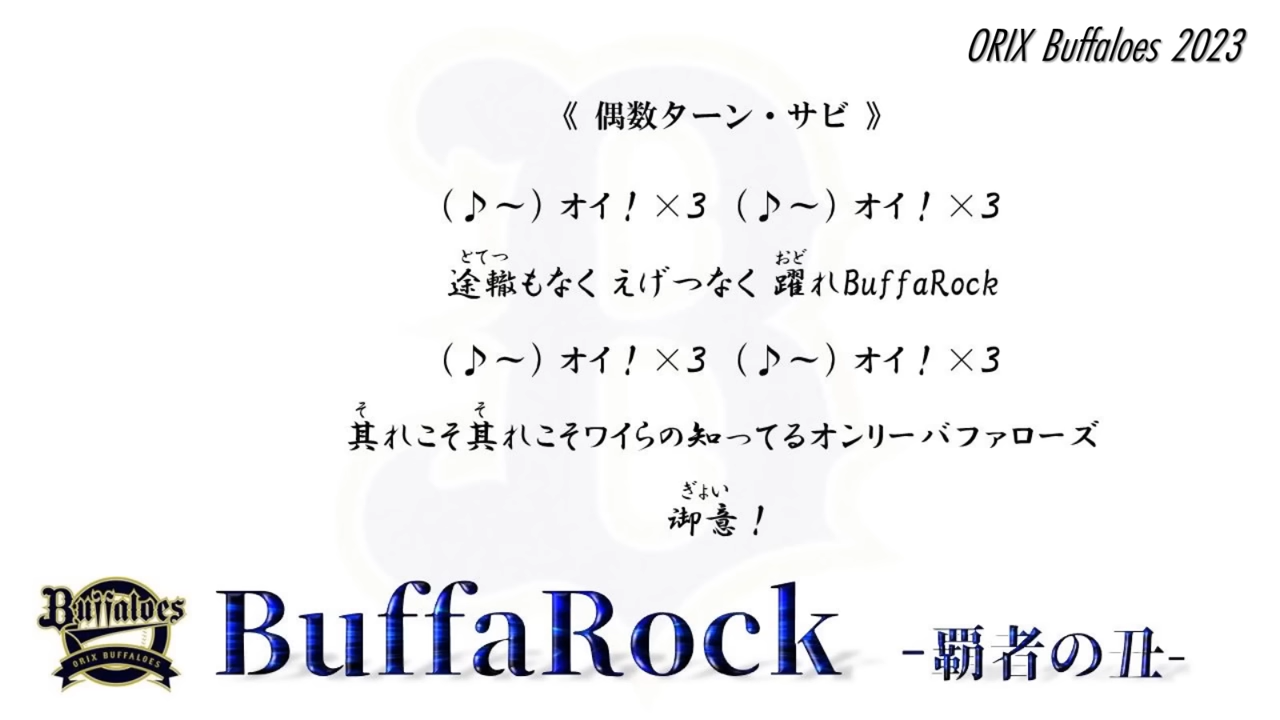 ORIX Buffaloes 2023
《 偶数ターン・サビ 》
(♪～) オイ！×3 (♪～) オイ！×3
途轍もなく えげつなく 躍れBuffaRock
どてつ おど
(♪～) オイ！×3 (♪～) オイ！×3
其れこそ其れこそワイらの知ってるオンリーバファローズ
そ そ
御意！
ぎょい
Buffaloes
ORIX BUFFALOES
BuffaRock -覇者の丑-